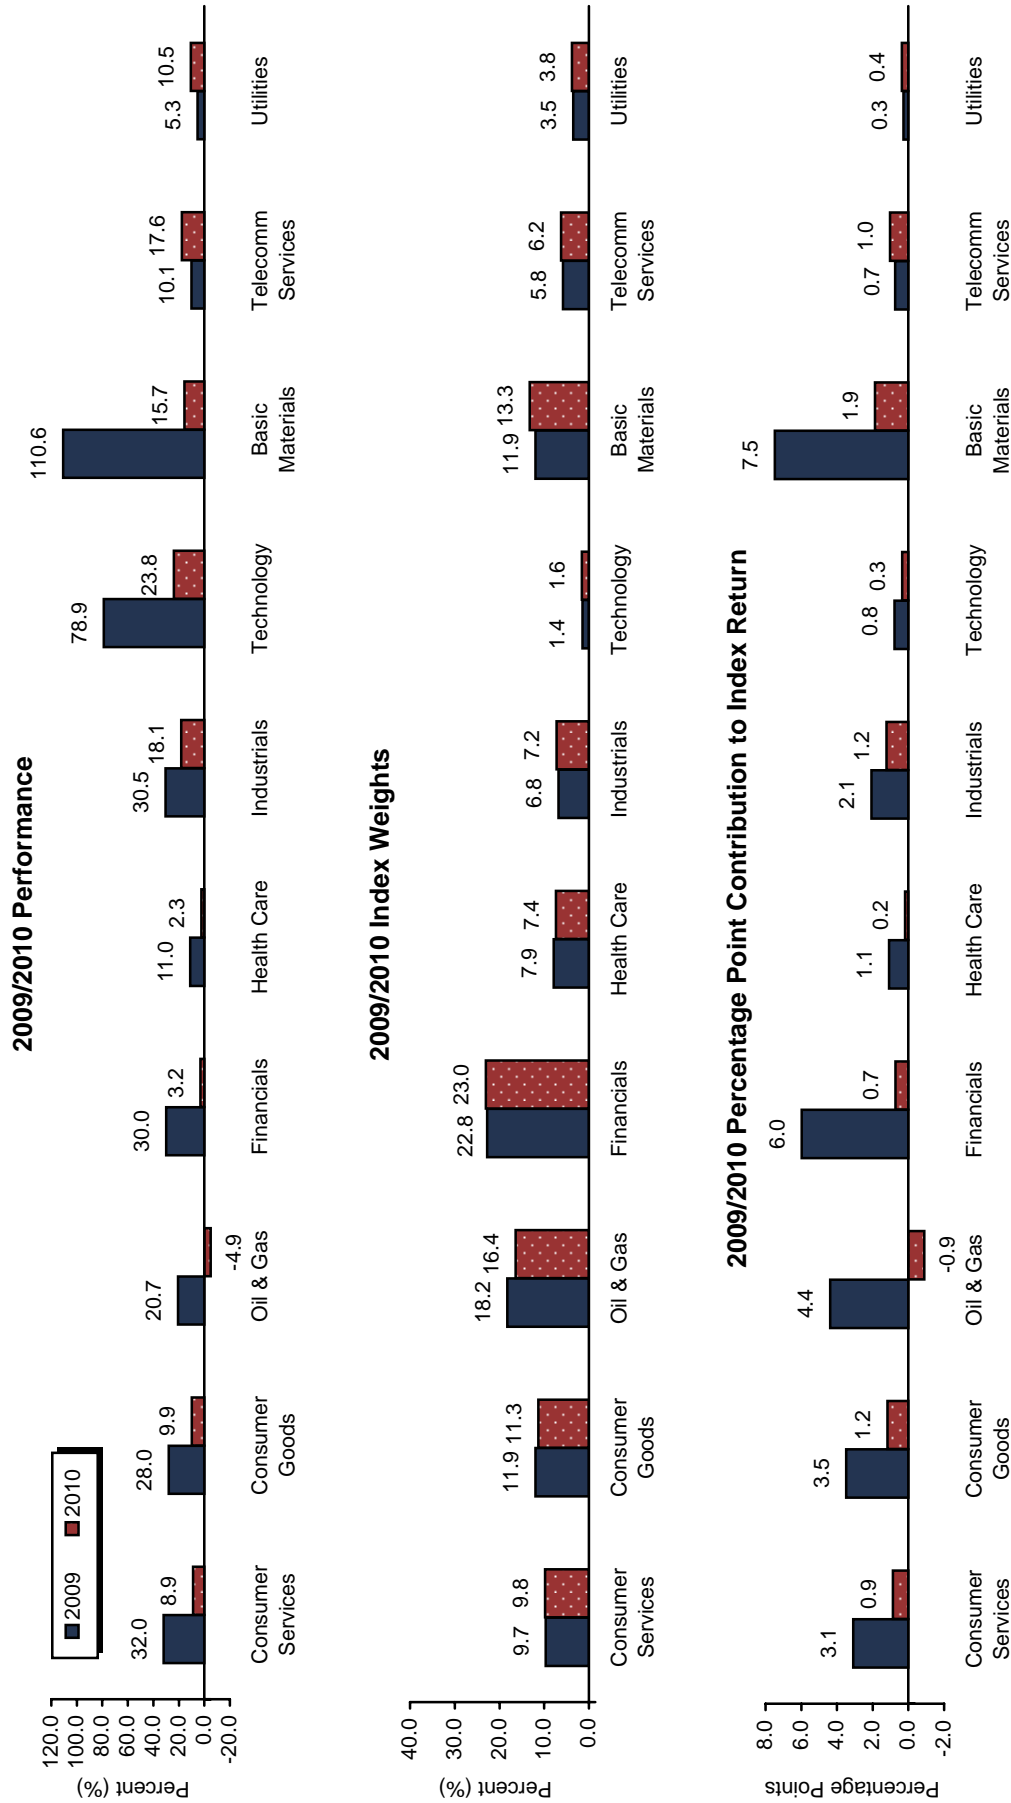 2009/2010 Performance
2009 2010
Percent (%)
120.0
100.0
80.0
60.0
40.0
20.0
0.0
-20.0
32.0 8.9 28.0 9.9 20.7 -4.9 30.0 3.2 11.0 2.3 30.5 18.1 78.9 23.8 110.6 15.7 10.1 17.6 5.3 10.5
Consumer Consumer Oil & Gas Financials Health Care Industrials Technology Basic Telecomm Utilities
Services Goods Materials Services
2009/2010 Index Weights
Percent (%)
40.0
30.0
20.0
10.0
0.0
9.7 9.8 11.9 11.3 18.2 16.4 22.8 23.0 7.9 7.4 6.8 7.2 1.4 1.6 11.9 13.3 5.8 6.2 3.5 3.8
Consumer Consumer Oil & Gas Financials Health Care Industrials Technology Basic Telecomm Utilities
Services Goods Materials Services
2009/2010 Percentage Point Contribution to Index Return
Percentage Points
8.0
6.0
4.0
2.0
0.0
-2.0
3.1 0.9 3.5 1.2 4.4 -0.9 6.0 0.7 1.1 0.2 2.1 1.2 0.8 0.3 7.5 1.9 0.7 1.0 0.3 0.4
Consumer Consumer Oil & Gas Financials Health Care Industrials Technology Basic Telecomm Utilities
Services Goods Materials Services